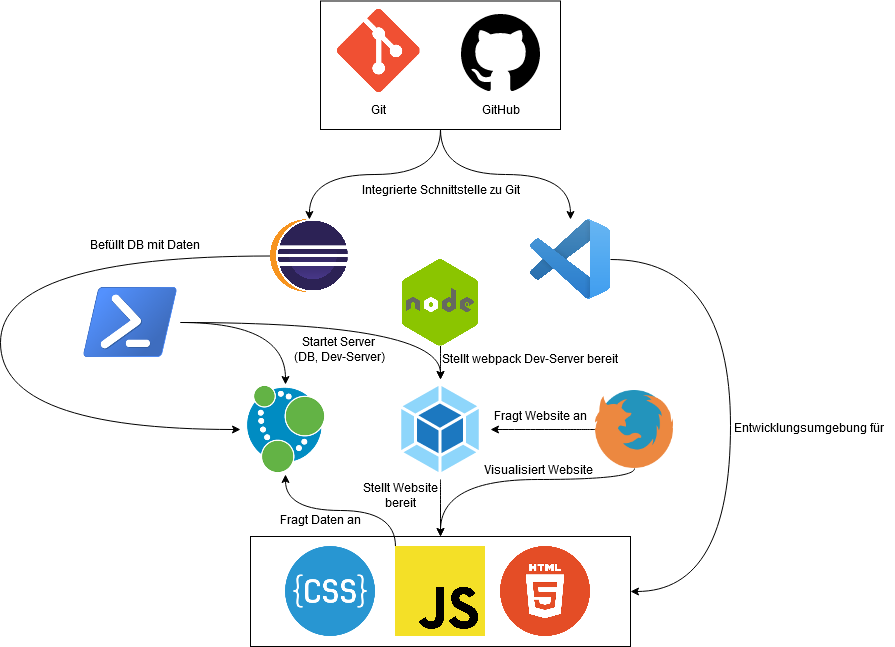 Git
GitHub
Integrierte Schnittstelle zu Git
Befüllt DB mit Daten
node
Startet Server
(DB, Dev-Server)
Stellt webpack Dev-Server bereit
Fragt Website an
Entwicklungsumgebung für
Visualisiert Website
Stellt Website
bereit
Fragt Daten an
{CSS}
JS
HTML
5